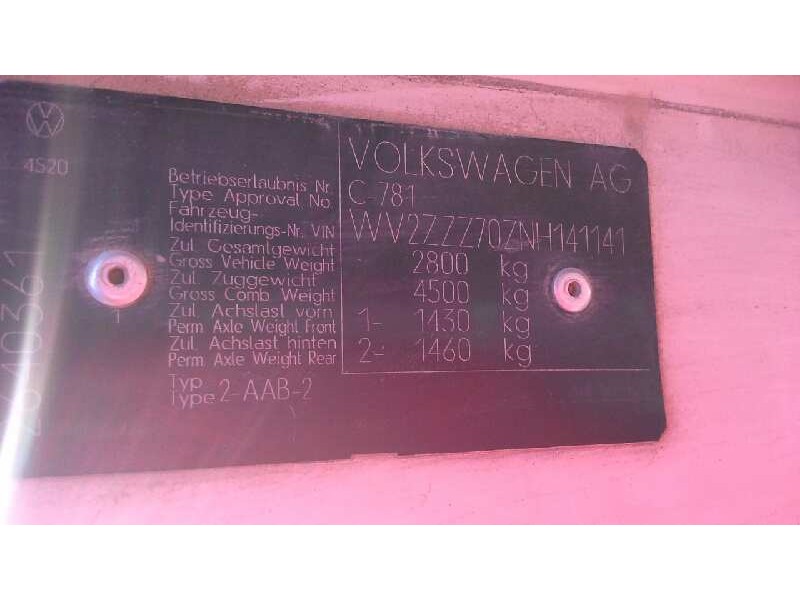 4S20
VOLKSWAGEN AG
Betriebserlaubnis Nr.
Type Approval No.
C-781
Fahrzeug-
Identifizierungs-Nr. VIN
WV2ZZZ70ZNH141141
Zul. Gesamtgewicht
Gross Vehicle Weight
2800 kg
Zul. Zuggewicht
Gross Comb Weight
4500 kg
Zul. Achslast vorn
Perm. Axle Weight Front
1- 1430 kg
Zul. Achslast hinten
Perm. Axle Weight Rear
2- 1460 kg
Typ
Type 2-AAB-2
2610361